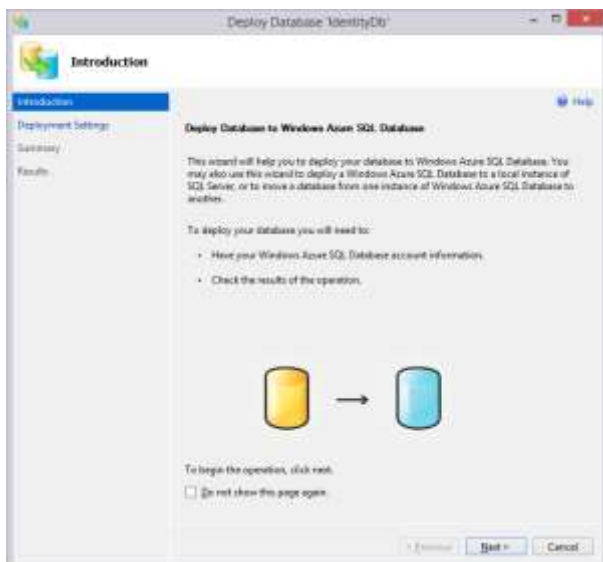 Deploy Database 'IdentityDb'
Introduction
Introduction
Help
Deployment Settings
Summary
Results
Deploy Database to Windows Azure SQL Database
This wizard will help you to deploy your database to Windows Azure SQL Database. You
may also use this wizard to deploy a Windows Azure SQL Database to a local instance of
SQL Server, or to move a database from one instance of Windows Azure SQL Database to
another.
To deploy your database you will need to:
• Have your Windows Azure SQL Database account information.
• Check the results of the operation.
To begin the operation, click next.
Do not show this page again.
< Previous
Next >
Cancel